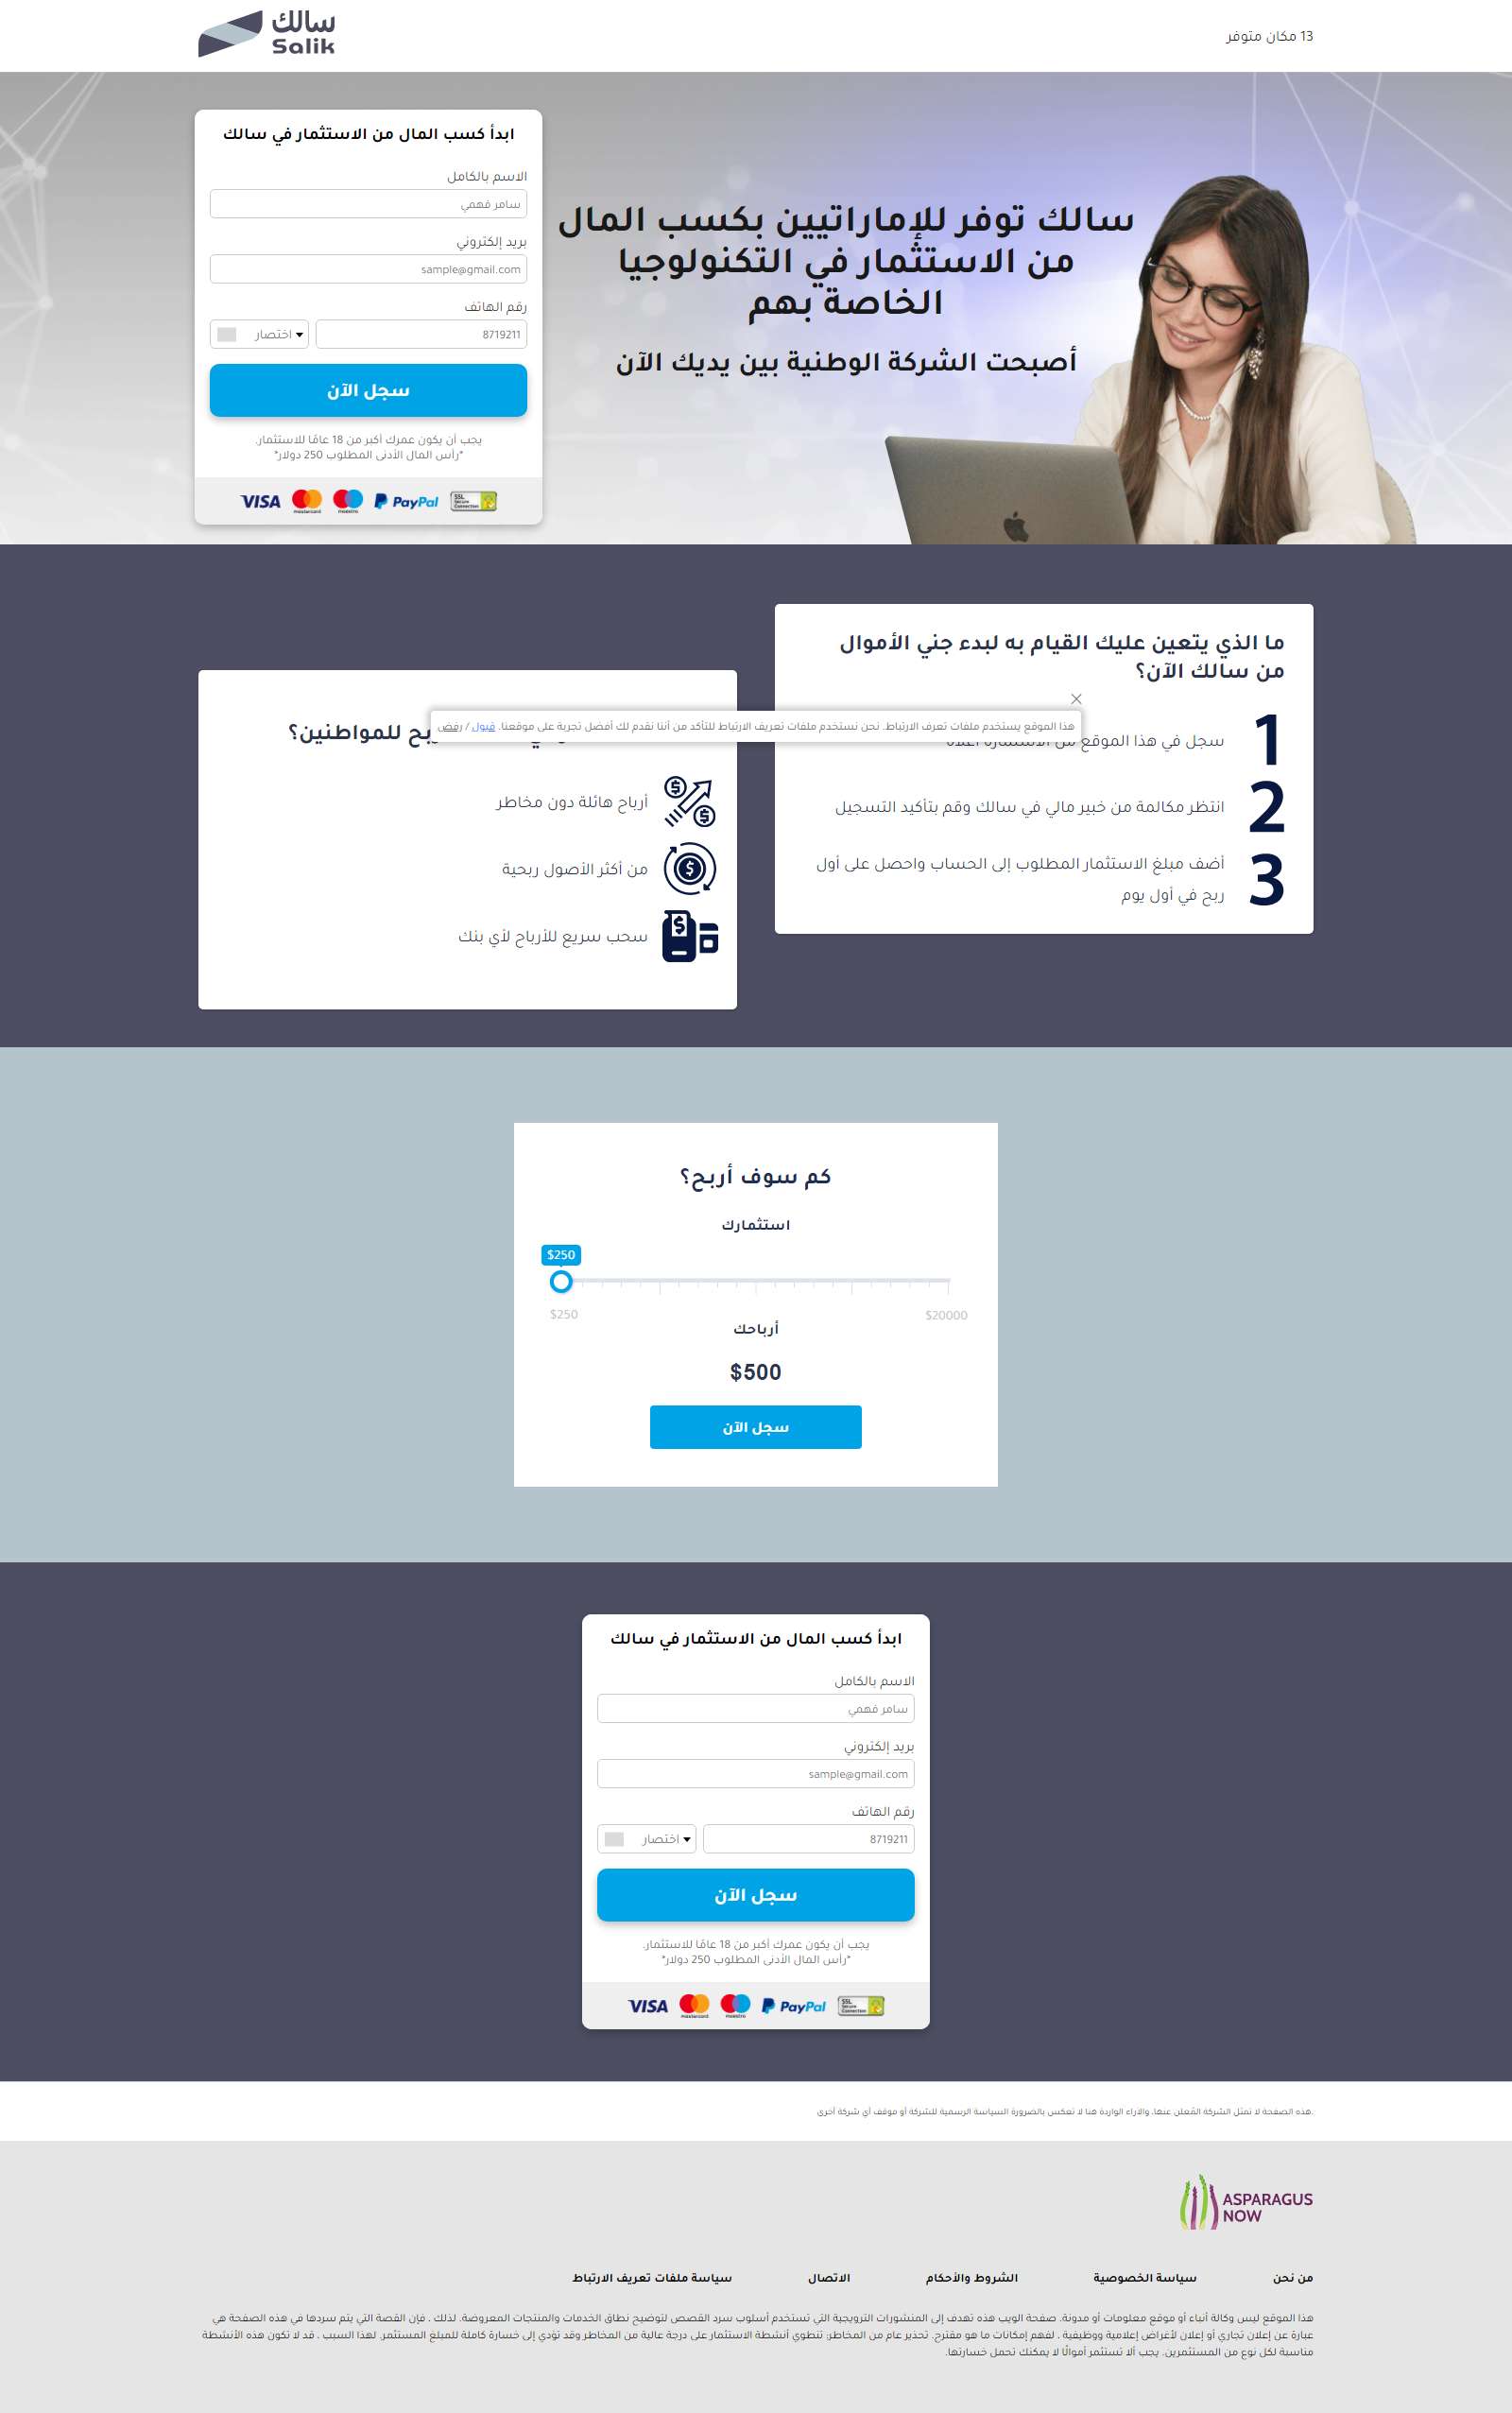 13 مكان متوفر
سالك
Salik
سالك توفر للإماراتيين بكسب المال
من الاستثمار في التكنولوجيا
الخاصة بهم
أصبحت الشركة الوطنية بين يديك الآن
ابدأ كسب المال من الاستثمار في سالك
الاسم بالكامل
سامر فهمي
بريد إلكتروني
sample@gmail.com
رقم الهاتف
8719211
اختصار
سجل الآن
يجب أن يكون عمرك أكبر من 18 عامًا للاستثمار.
*رأس المال الأدنى المطلوب 250 دولار*
VISA mastercard maestro PayPal SSL Secure Connection
ما الذي يتعين عليك القيام به لبدء جني الأموال
من سالك الآن؟
هذا الموقع يستخدم ملفات تعرف الارتباط. نحن نستخدم ملفات تعريف الارتباط للتأكد من أننا نقدم لك أفضل تجربة على موقعنا. قبول / رفض
1
سجل في هذا الموقع من الاستمارة أعلاه
2
انتظر مكالمة من خبير مالي في سالك وقم بتأكيد التسجيل
3
أضف مبلغ الاستثمار المطلوب إلى الحساب واحصل على أول
ربح في أول يوم
للمواطنين؟
أرباح هائلة دون مخاطر
من أكثر الأصول ربحية
سحب سريع للأرباح لأي بنك
كم سوف أربح؟
استثمارك
$250
$250
$20000
أرباحك
$500
سجل الآن
ابدأ كسب المال من الاستثمار في سالك
الاسم بالكامل
سامر فهمي
بريد إلكتروني
sample@gmail.com
رقم الهاتف
8719211
اختصار
سجل الآن
يجب أن يكون عمرك أكبر من 18 عامًا للاستثمار.
*رأس المال الأدنى المطلوب 250 دولار*
VISA mastercard maestro PayPal SSL Secure Connection
.هذه الصفحة لا تمثل الشركة المُعلن عنها، والآراء الواردة هنا لا تعكس بالضرورة السياسة الرسمية للشركة أو موقف أي شركة أخرى
ASPARAGUS
NOW
من نحن
سياسة الخصوصية
الشروط والأحكام
الاتصال
سياسة ملفات تعريف الارتباط
هذا الموقع ليس وكالة أنباء أو موقع معلومات أو مدونة. صفحة الويب هذه تهدف إلى المنشورات الترويجية التي تستخدم أسلوب سرد القصص لتوضيح نطاق الخدمات والمنتجات المعروضة. لذلك ، فإن القصة التي يتم سردها في هذه الصفحة هي
عبارة عن إعلان تجاري أو إعلان لأغراض إعلامية ووظيفية ، لفهم إمكانات ما هو مقترح. تحذير عام من المخاطر: تنطوي أنشطة الاستثمار على درجة عالية من المخاطر وقد تؤدي إلى خسارة كاملة للمبلغ المستثمر. لهذا السبب ، قد لا تكون هذه الأنشطة
مناسبة لكل نوع من المستثمرين. يجب ألا تستثمر أموالًا لا يمكنك تحمل خسارتها.